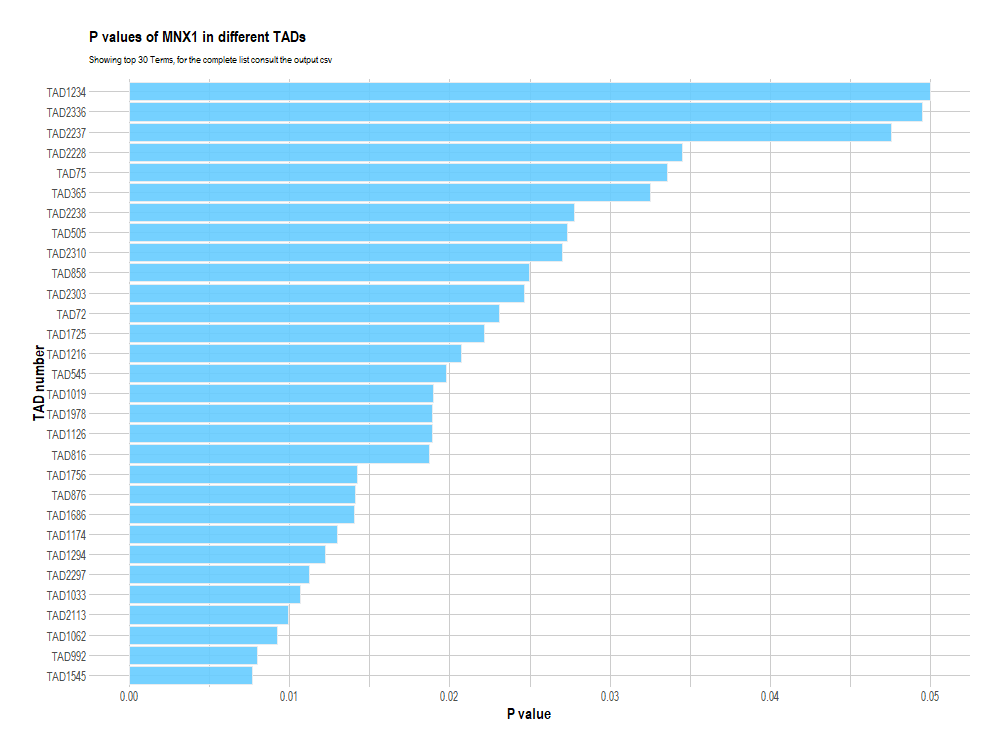 P values of MNX1 in different TADs
Showing top 30 Terms, for the complete list consult the output csv
TAD number
TAD1234
TAD2336
TAD2237
TAD2228
TAD75
TAD365
TAD2238
TAD505
TAD2310
TAD858
TAD2303
TAD72
TAD1725
TAD1216
TAD545
TAD1019
TAD1978
TAD1126
TAD816
TAD1756
TAD876
TAD1686
TAD1174
TAD1294
TAD2297
TAD1033
TAD2113
TAD1062
TAD992
TAD1545
0.00 0.01 0.02 0.03 0.04 0.05
P value